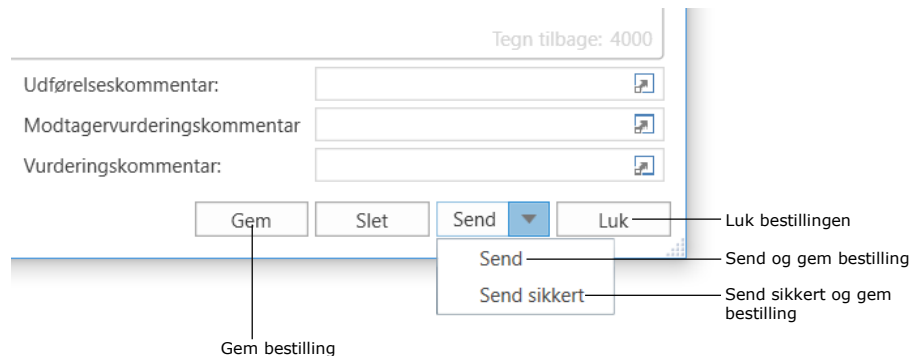 Tegn tilbage: 4000
Udførelseskommentar:
Modtagervurderingskommentar
Vurderingskommentar:
Gem Slet Send Luk
Luk bestillingen
Send
Send og gem bestilling
Send sikkert
Send sikkert og gem
bestilling
Gem bestilling